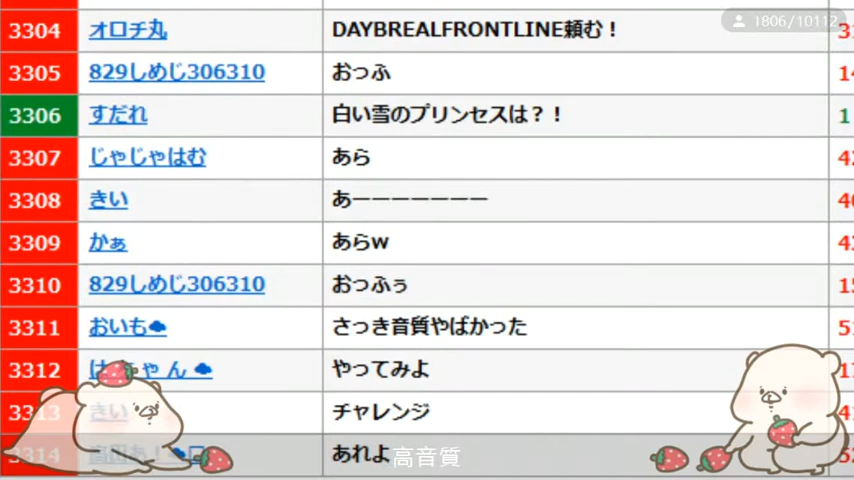 1806/10112
3304 オロチ丸 DAYBREALFRONTLINE頼む！
3305 829しめじ306310 おっふ
3306 すだれ 白い雪のプリンセスは？！ 1
3307 じゃじゃはむ あら
3308 きい あーーーーーーー
3309 かぁ あらw
3310 829しめじ306310 おっふぅ
3311 おいも☁ さっき音質やばかった
3312 ゃん☁ やってみよ
3313 きい チャレンジ
3314 あれよ
高音質